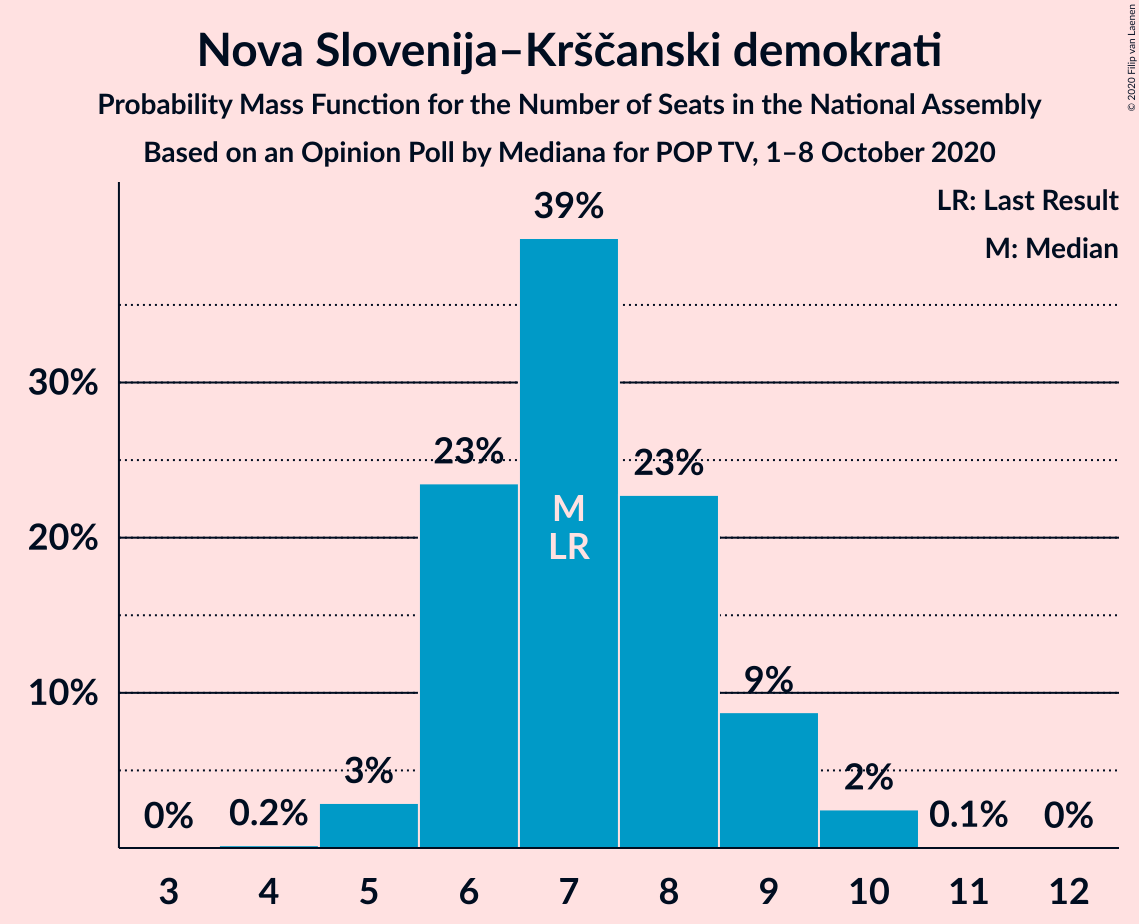 Nova Slovenija–Krščanski demokrati
Probability Mass Function for the Number of Seats in the National Assembly
Based on an Opinion Poll by Mediana for POP TV, 1–8 October 2020
© 2020 Filip van Laenen
LR: Last Result
M: Median
39%
30%
23%
23%
M
LR
20%
10%
9%
3%
2%
0%
0.2%
0.1%
0%
3
4
5
6
7
8
9
10
11
12